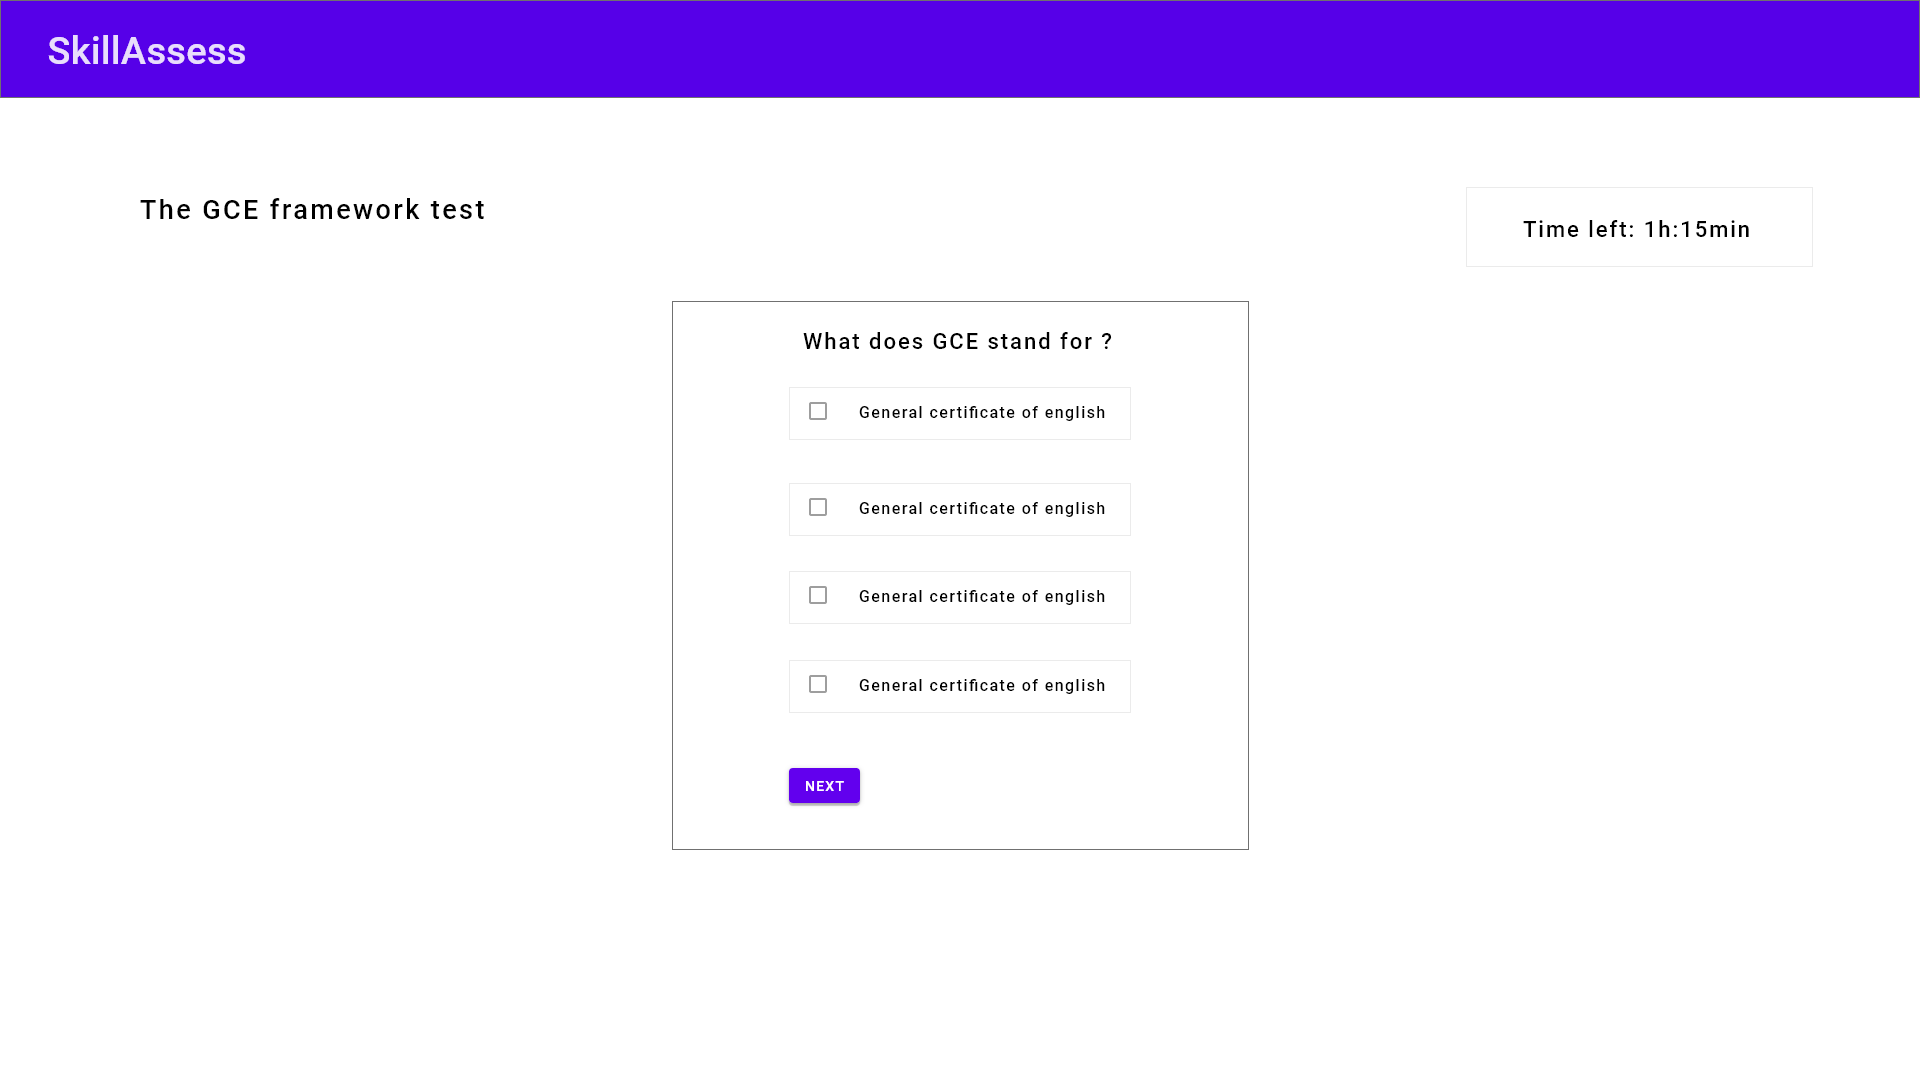 SkillAssess
The GCE framework test
Time left: 1h:15min
What does GCE stand for ?
General certificate of english
General certificate of english
General certificate of english
General certificate of english
NEXT